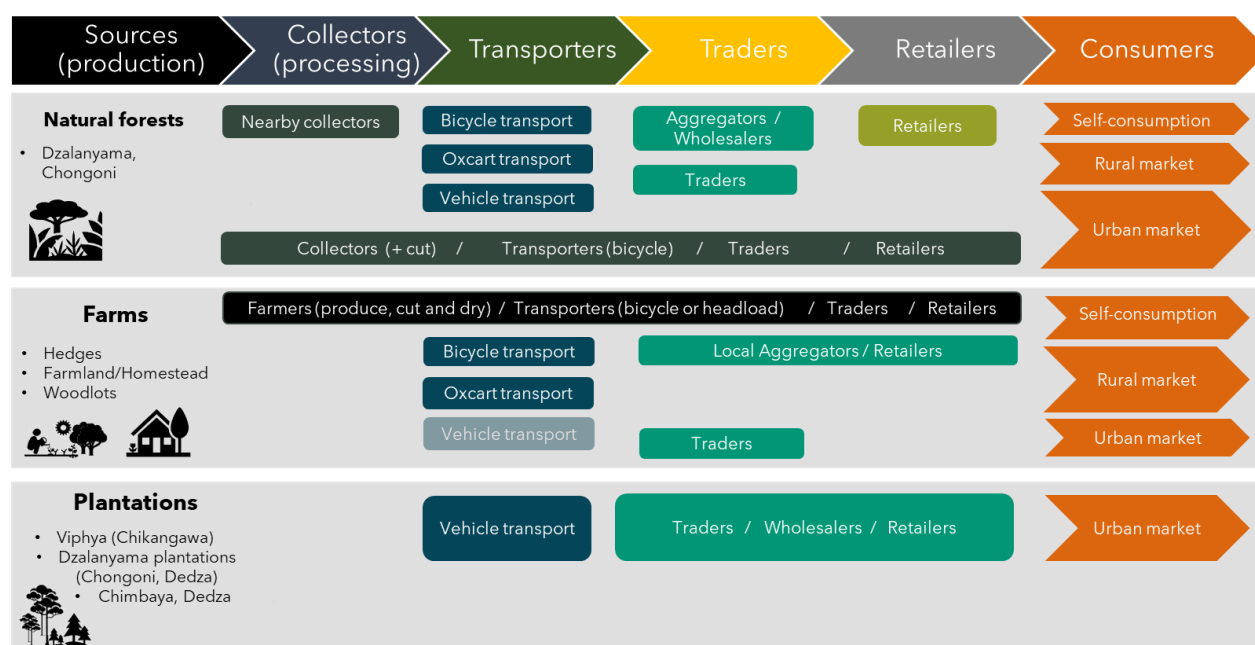 Sources
(production)
Collectors
(processing)
Transporters
Traders
Retailers
Consumers
Natural forests
• Dzalanyama,
Chongoni
Nearby collectors
Bicycle transport
Oxcart transport
Vehicle transport
Aggregators /
Wholesalers
Traders
Retailers
Self-consumption
Rural market
Urban market
Collectors (+ cut) / Transporters (bicycle) / Traders / Retailers
Farms
• Hedges
• Farmland/Homestead
• Woodlots
Farmers (produce, cut and dry) / Transporters (bicycle or headload) / Traders / Retailers
Bicycle transport
Oxcart transport
Vehicle transport
Local Aggregators / Retailers
Traders
Self-consumption
Rural market
Urban market
Plantations
• Viphya (Chikangawa)
• Dzalanyama plantations
(Chongoni, Dedza)
• Chimbaya, Dedza
Vehicle transport
Traders / Wholesalers / Retailers
Urban market